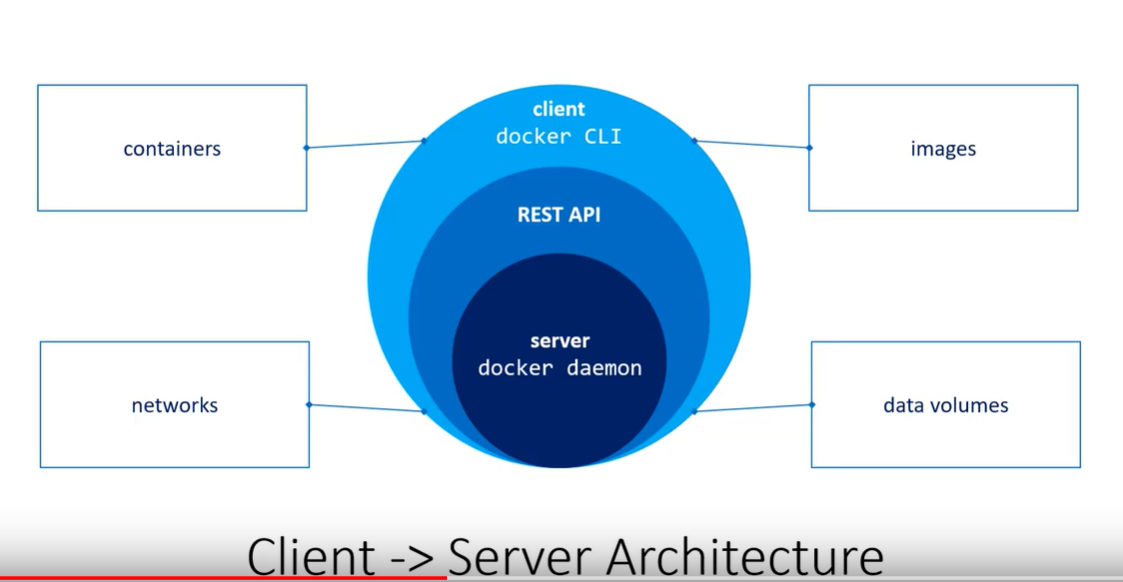 client
docker CLI
containers
images
REST API
server
docker daemon
networks
data volumes
Client -> Server Architecture